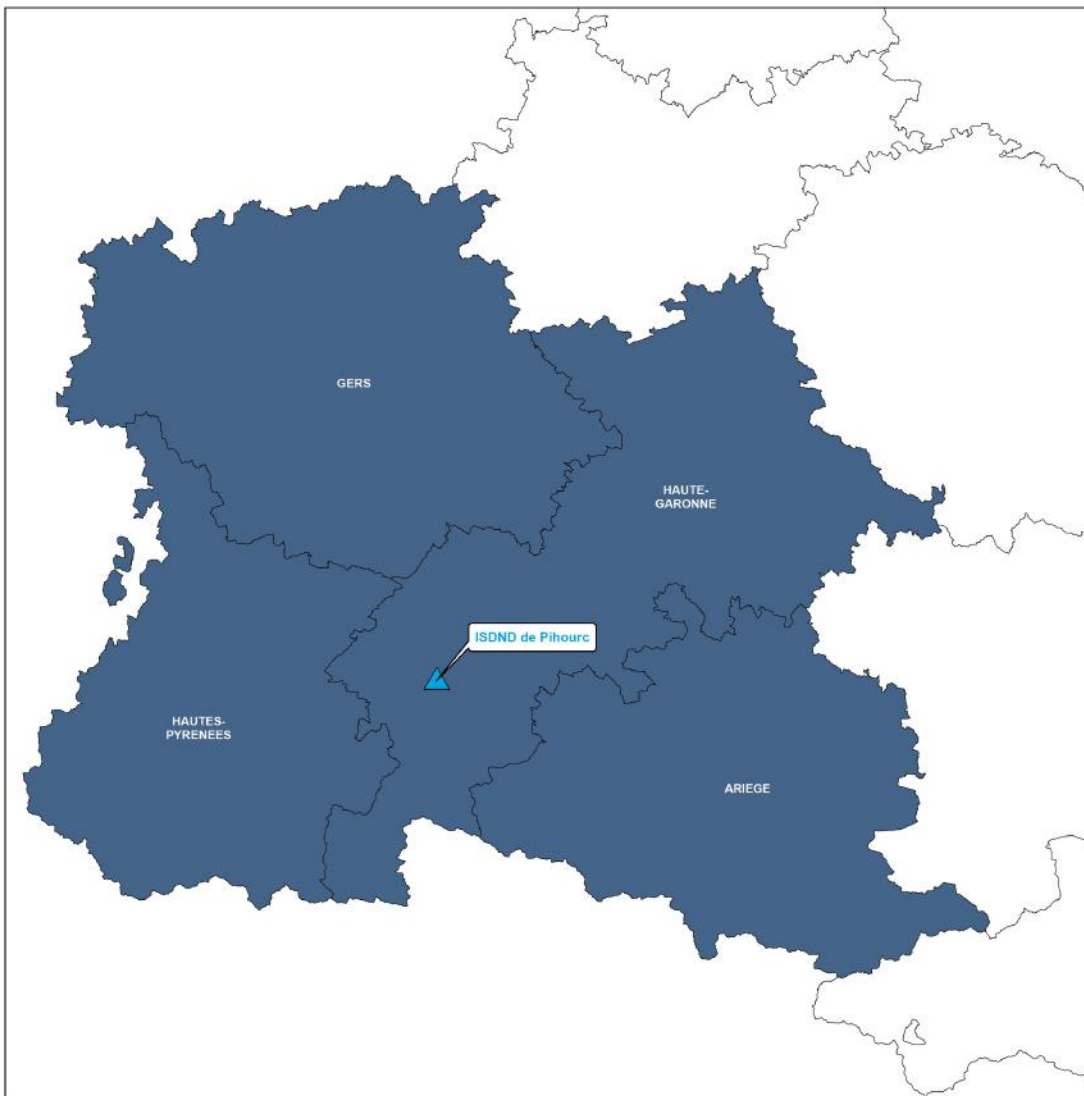 GERS
HAUTE-
GARONNE
ISDND de Pihourc
HAUTES-
PYRENEES
ARIEGE